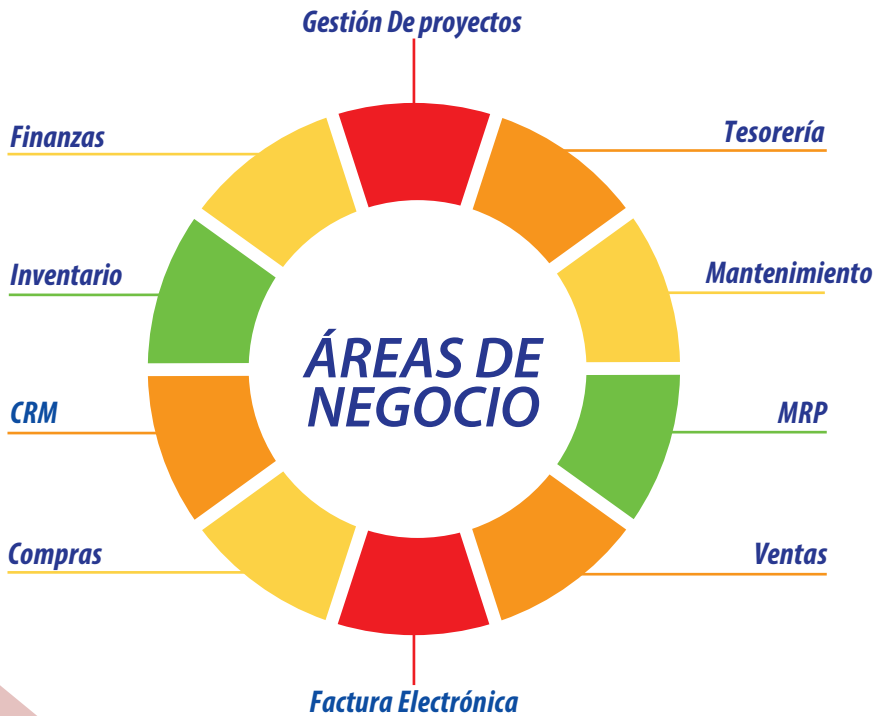 Gestión De proyectos
Finanzas
Tesorería
Inventario
Mantenimiento
ÁREAS DE
NEGOCIO
CRM
MRP
Compras
Ventas
Factura Electrónica